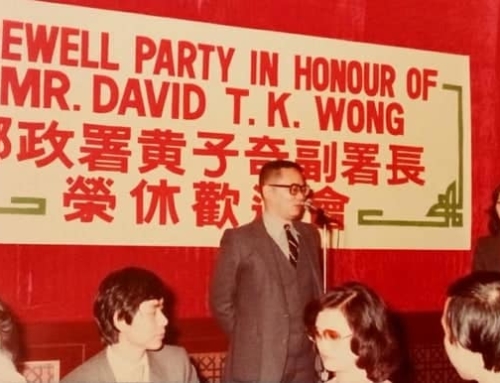 EWELL PARTY IN HONOUR OF
MR. DAVID T. K. WONG
政署黄子奇副署長
榮休歡 會